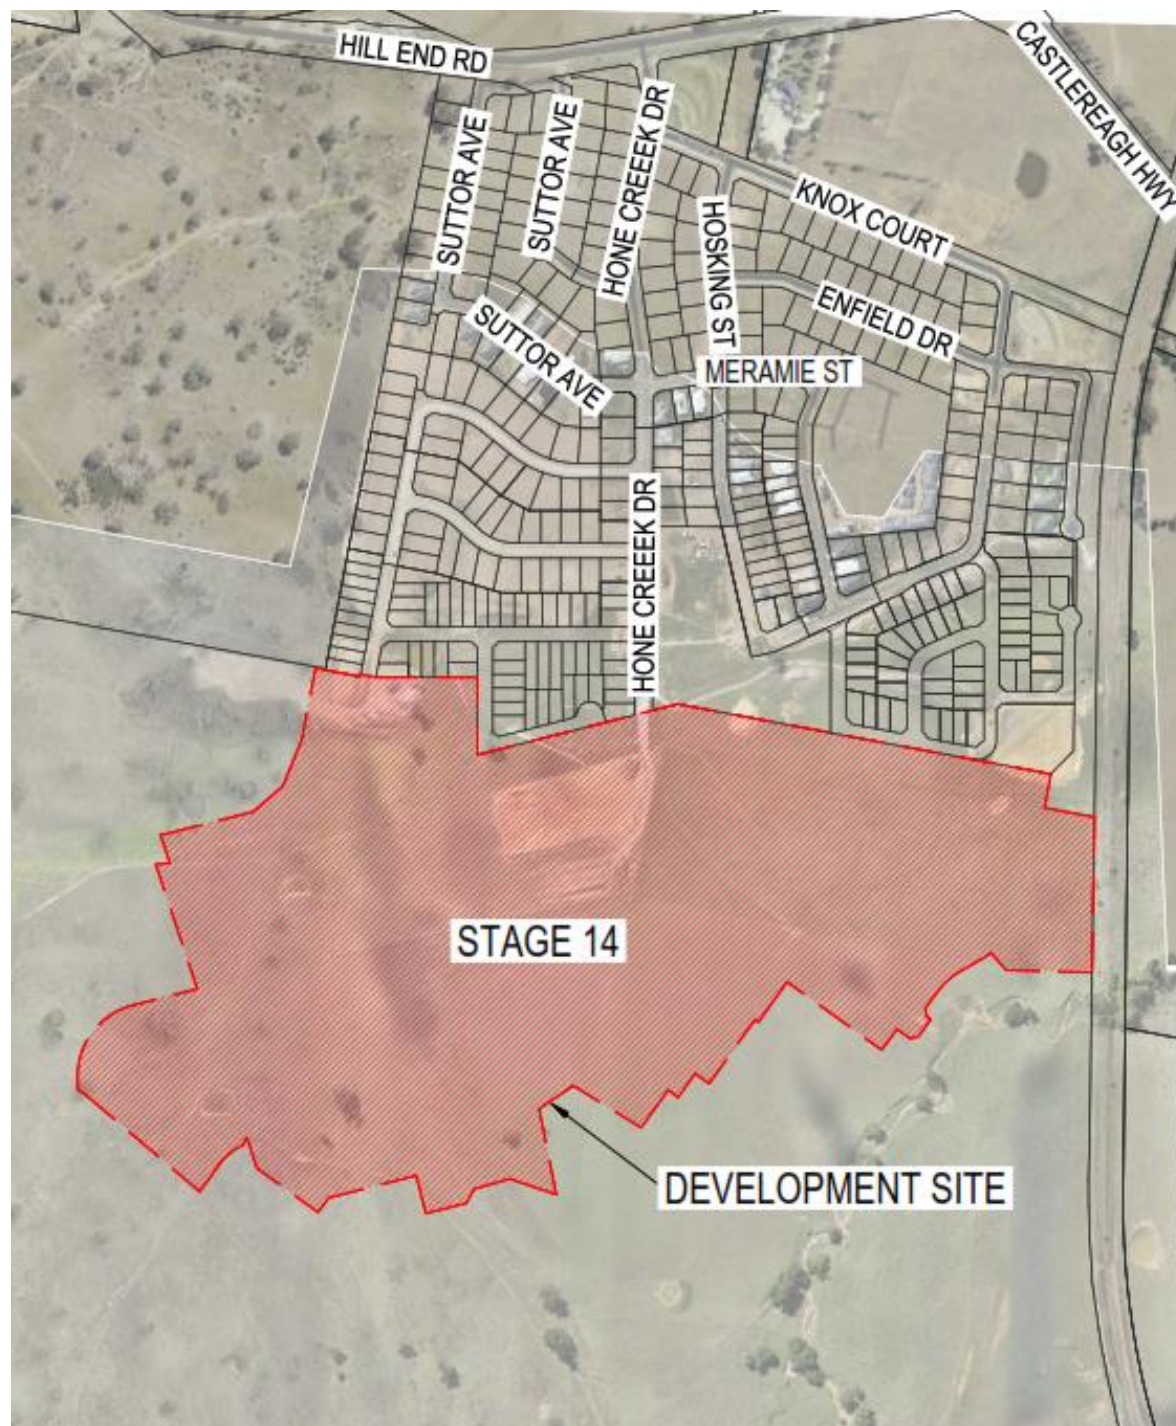 HILL END RD
CASTLEREAGH HWY
SUTTOR AVE
SUTTOR AVE
HONE CREEEK DR
KNOX COURT
HOSKING ST
ENFIELD DR
SUTTOR AVE
MERAMIE ST
HONE CREEEK DR
STAGE 14
DEVELOPMENT SITE